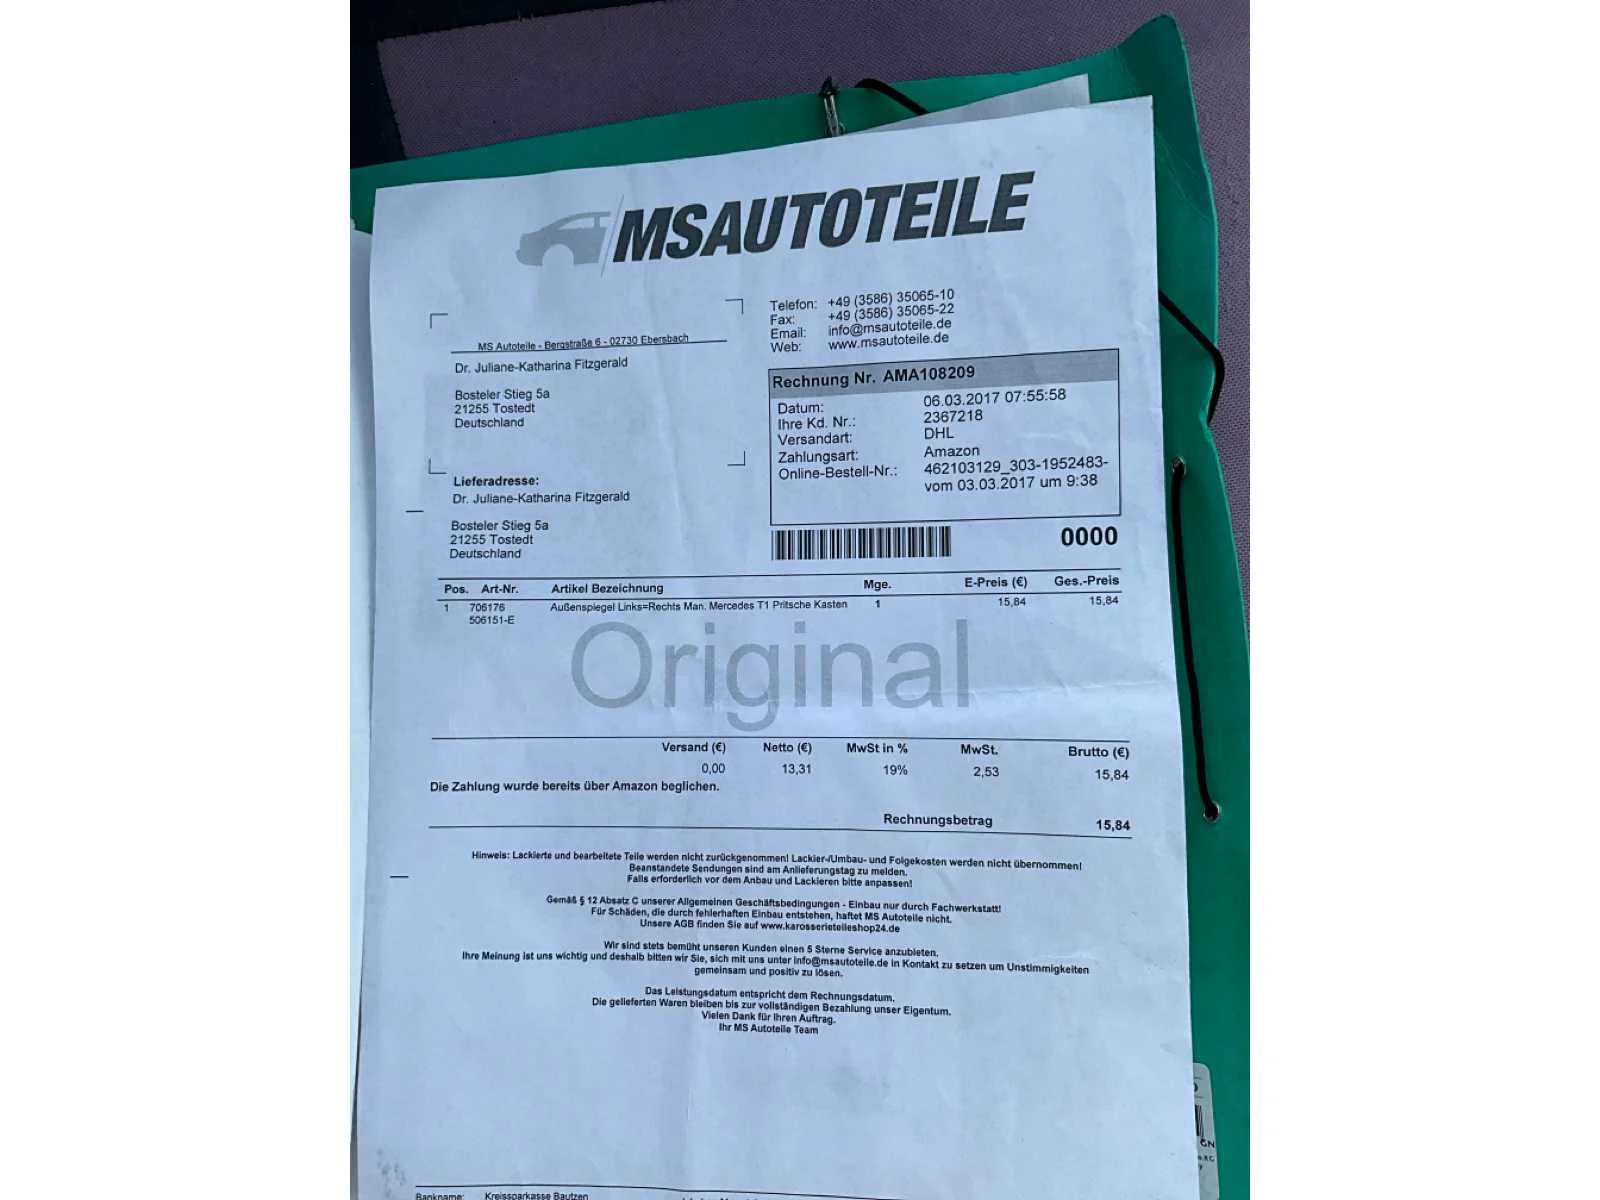 MSAUTOTEILE
Telefon: +49 (3586) 35065-10
Fax: +49 (3586) 35065-22
Email: info@msautoteile.de
Web: www.msautoteile.de
MS Autoteile - Bergstraße 6 - 02730 Ebersbach
Dr. Juliane-Katharina Fitzgerald
Bosteler Stieg 5a
21255 Tostedt
Deutschland
Rechnung Nr. AMA108209
Datum: 06.03.2017 07:55:58
Ihre Kd. Nr.: 2367218
Versandart: DHL
Zahlungsart: Amazon
Online-Bestell-Nr.: 462103129_303-1952483-
vom 03.03.2017 um 9:38
Lieferadresse:
Dr. Juliane-Katharina Fitzgerald
Bosteler Stieg 5a
21255 Tostedt
Deutschland
0000
Pos. Art-Nr. Artikel Bezeichnung Mge. E-Preis (€) Ges.-Preis
1 706176 Außenspiegel Links=Rechts Man. Mercedes T1 Pritsche Kasten 1 15,84 15,84
506151-E
Original
Versand (€) Netto (€) MwSt in % MwSt. Brutto (€)
0,00 13,31 19% 2,53 15,84
Die Zahlung wurde bereits über Amazon beglichen.
Rechnungsbetrag 15,84
Hinweis: Lackierte und bearbeitete Teile werden nicht zurückgenommen! Lackier-/Umbau- und Folgekosten werden nicht übernommen!
Beanstandete Sendungen sind am Anlieferungstag zu melden.
Falls erforderlich vor dem Anbau und Lackieren bitte anpassen!
Gemäß § 12 Absatz C unserer Allgemeinen Geschäftsbedingungen - Einbau nur durch Fachwerkstatt!
Für Schäden, die durch fehlerhaften Einbau entstehen, haftet MS Autoteile nicht.
Unsere AGB finden Sie auf www.karosserieteileshop24.de
Wir sind stets bemüht unseren Kunden einen 5 Sterne Service anzubieten.
Ihre Meinung ist uns wichtig und deshalb bitten wir Sie, sich mit uns unter info@msautoteile.de in Kontakt zu setzen um Unstimmigkeiten
gemeinsam und positiv zu lösen.
Das Leistungsdatum entspricht dem Rechnungsdatum.
Die gelieferten Waren bleiben bis zur vollständigen Bezahlung unser Eigentum.
Vielen Dank für Ihren Auftrag.
Ihr MS Autoteile Team
Bankname: Kreissparkasse Bautzen